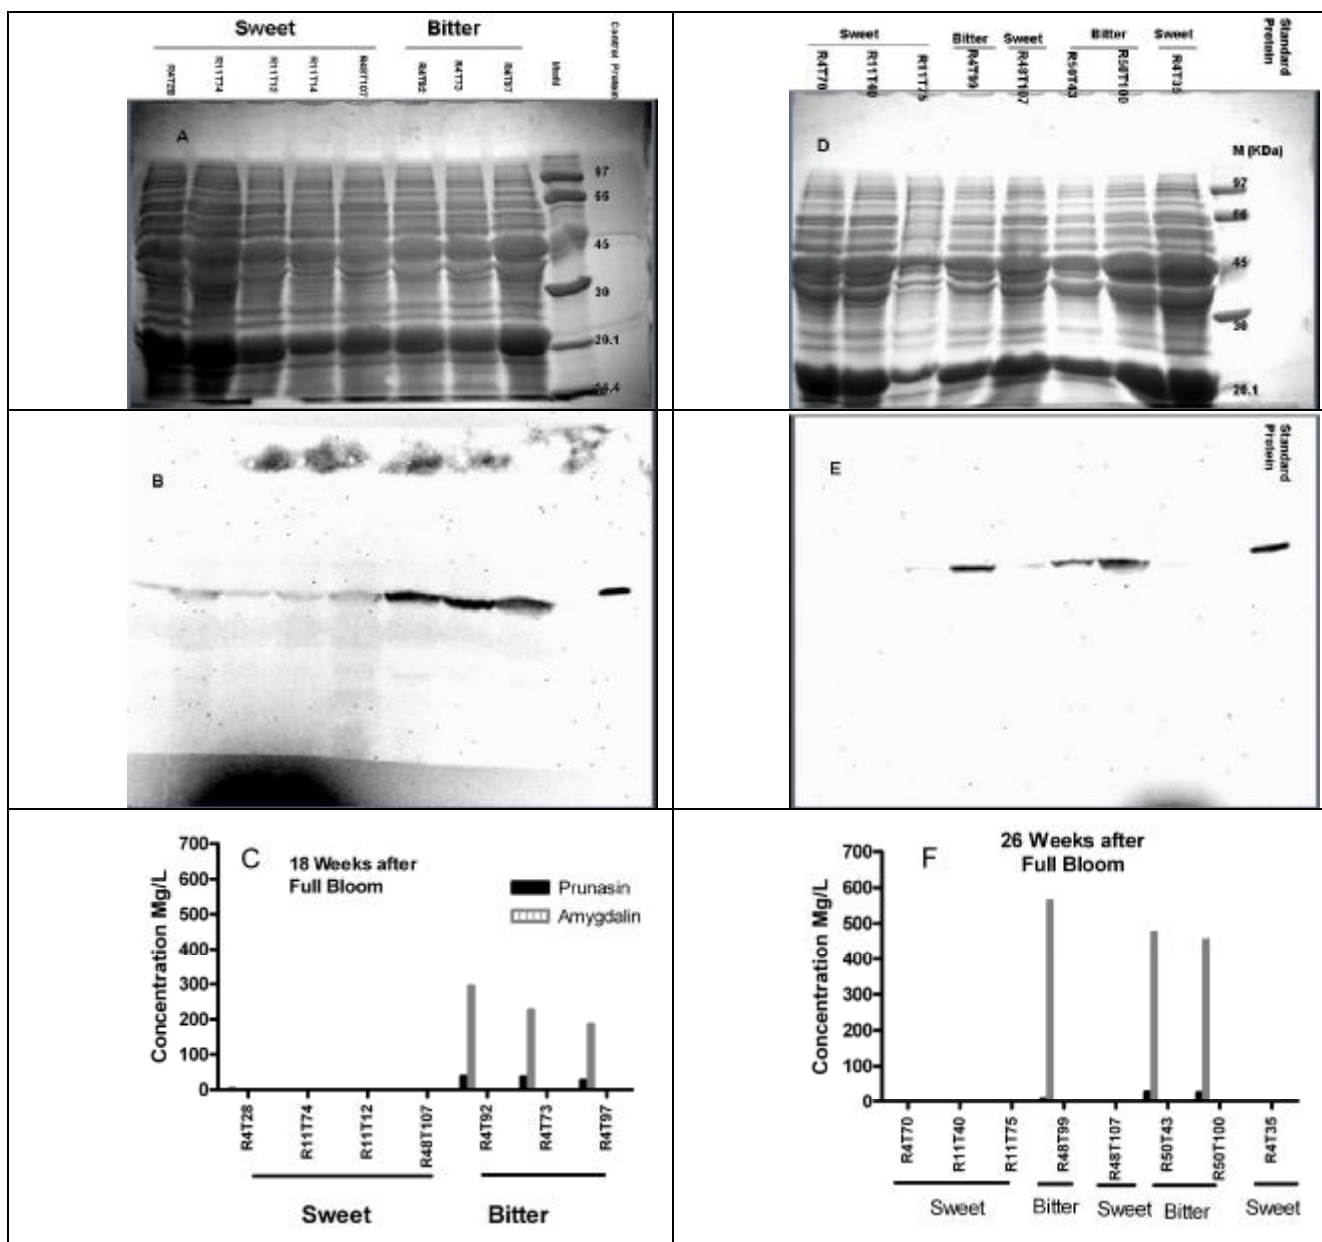 Sweet Bitter
R11T74 R11T12 R11T14 R48T107 R4T73 R4T97 Control Protein
A
97
66
45
30
20.1
14.4
Sweet Bitter Sweet Bitter Sweet
R4T70 R11T40 R11T75 R4T99 R48T107 R50T43 R50T100 R4T35 Standard Protein
D
M (KDa)
97
66
45
30
20.1
B
E
Standard Protein
C
18 Weeks after
Full Bloom
Prunasin
Amygdalin
Concentration Mg/L
700
600
500
400
300
200
100
0
R4T28 R11T74 R11T12 R48T107 R4T92 R4T73 R4T97
Sweet Bitter
F
26 Weeks after
Full Bloom
Concentration Mg/L
700
600
500
400
300
200
100
0
R4T70 R11T40 R11T75 R48T99 R48T107 R50T43 R50T100 R4T35
Sweet Bitter Sweet Bitter Sweet